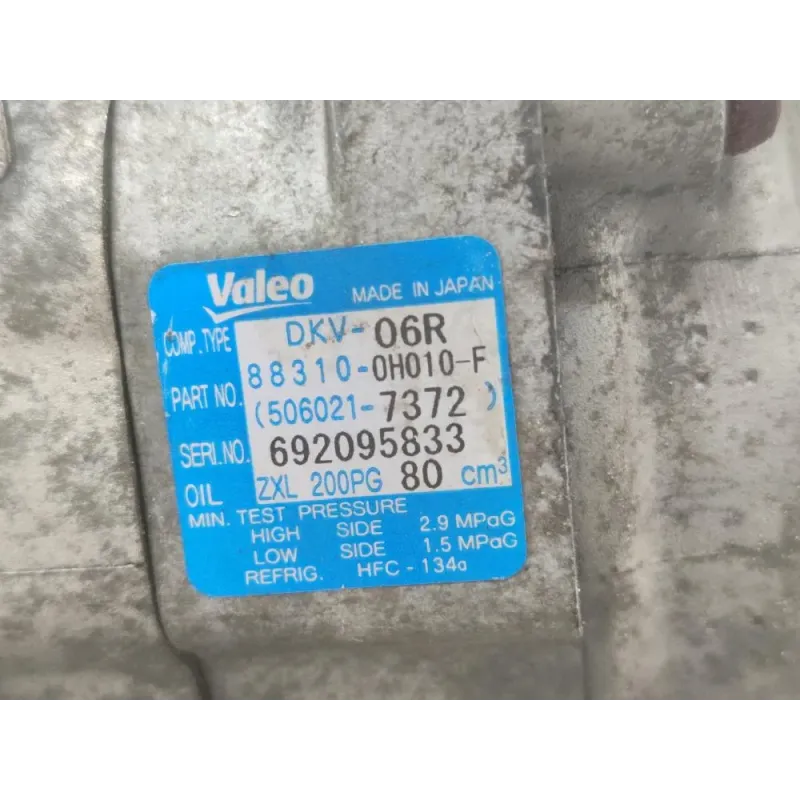 Valeo MADE IN JAPAN
COMP. TYPE DKV-06R
PART NO. 88310-0H010-F
(506021-7372)
SERI.NO. 692095833
OIL ZXL 200PG 80 cm³
MIN. TEST PRESSURE
HIGH SIDE 2.9 MPaG
LOW SIDE 1.5 MPaG
REFRIG. HFC-134a